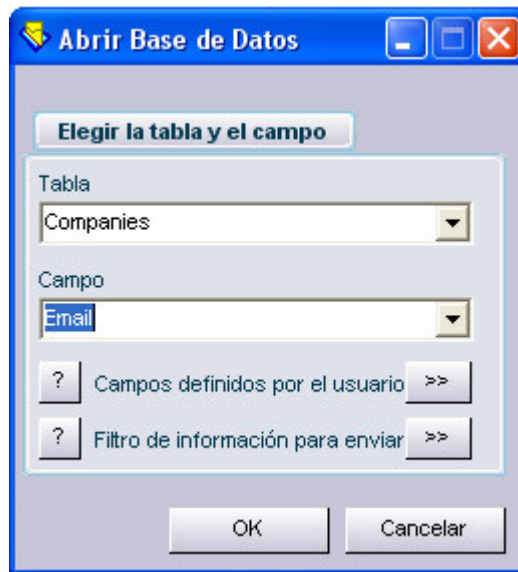 Abrir Base de Datos
Elegir la tabla y el campo
Tabla
Companies
Campo
Email
? Campos definidos por el usuario >>
? Filtro de información para enviar >>
OK Cancelar